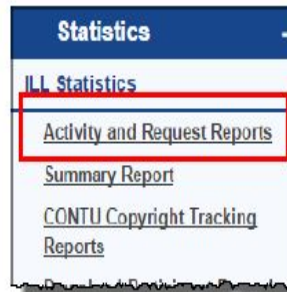 Statistics -
ILL Statistics
Activity and Request Reports
Summary Report
CONTU Copyright Tracking
Reports